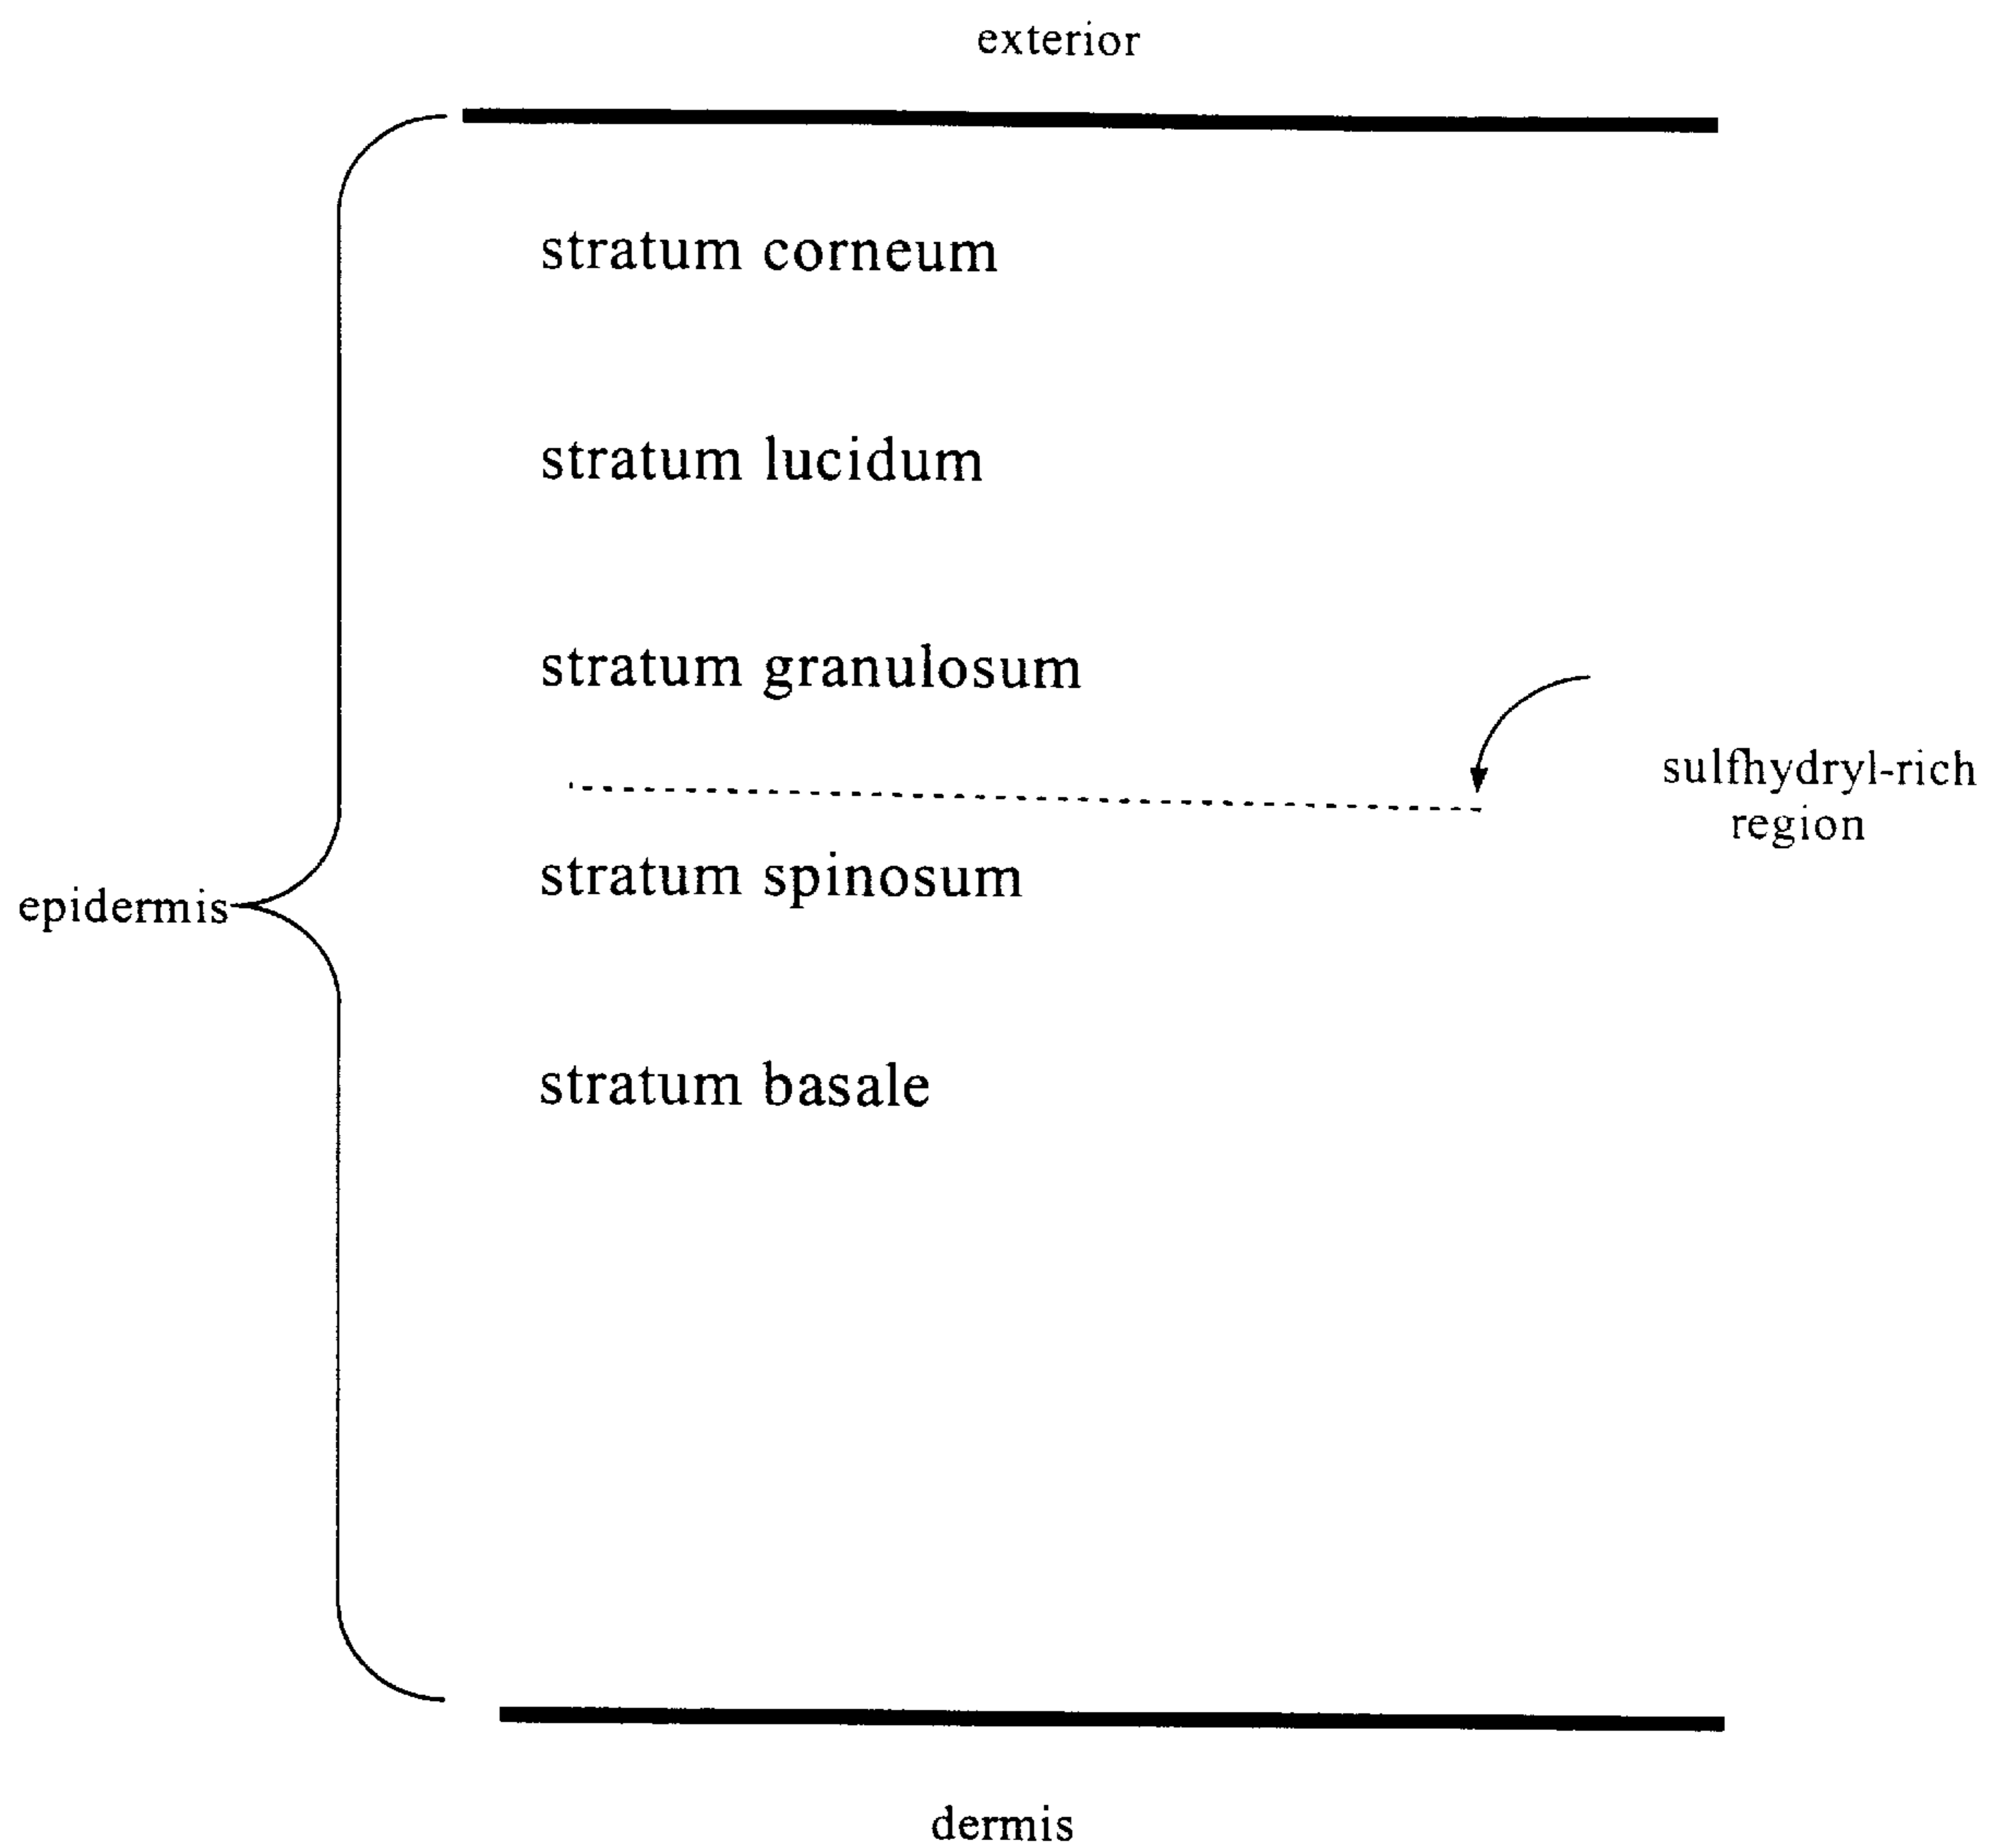 exterior
stratum corneum
stratum lucidum
stratum granulosum
sulfhydryl-rich
region
stratum spinosum
epidermis
stratum basale
dermis